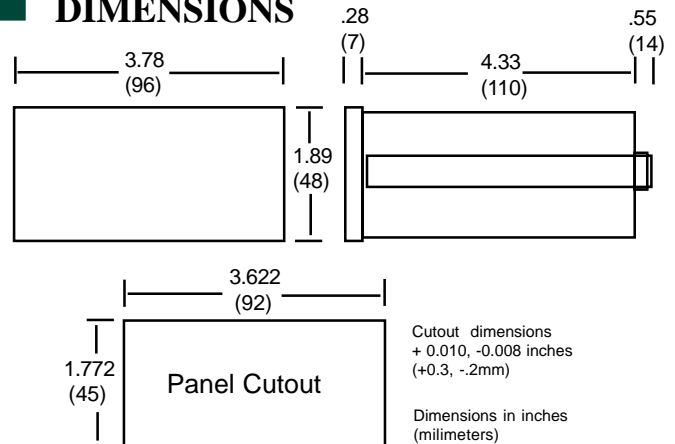 DIMENSIONS
.28
(7)
.55
(14)
3.78
(96)
4.33
(110)
1.89
(48)
3.622
(92)
1.772
(45)
Panel Cutout
Cutout dimensions
+ 0.010, -0.008 inches
(+0.3, -.2mm)
Dimensions in inches
(milimeters)